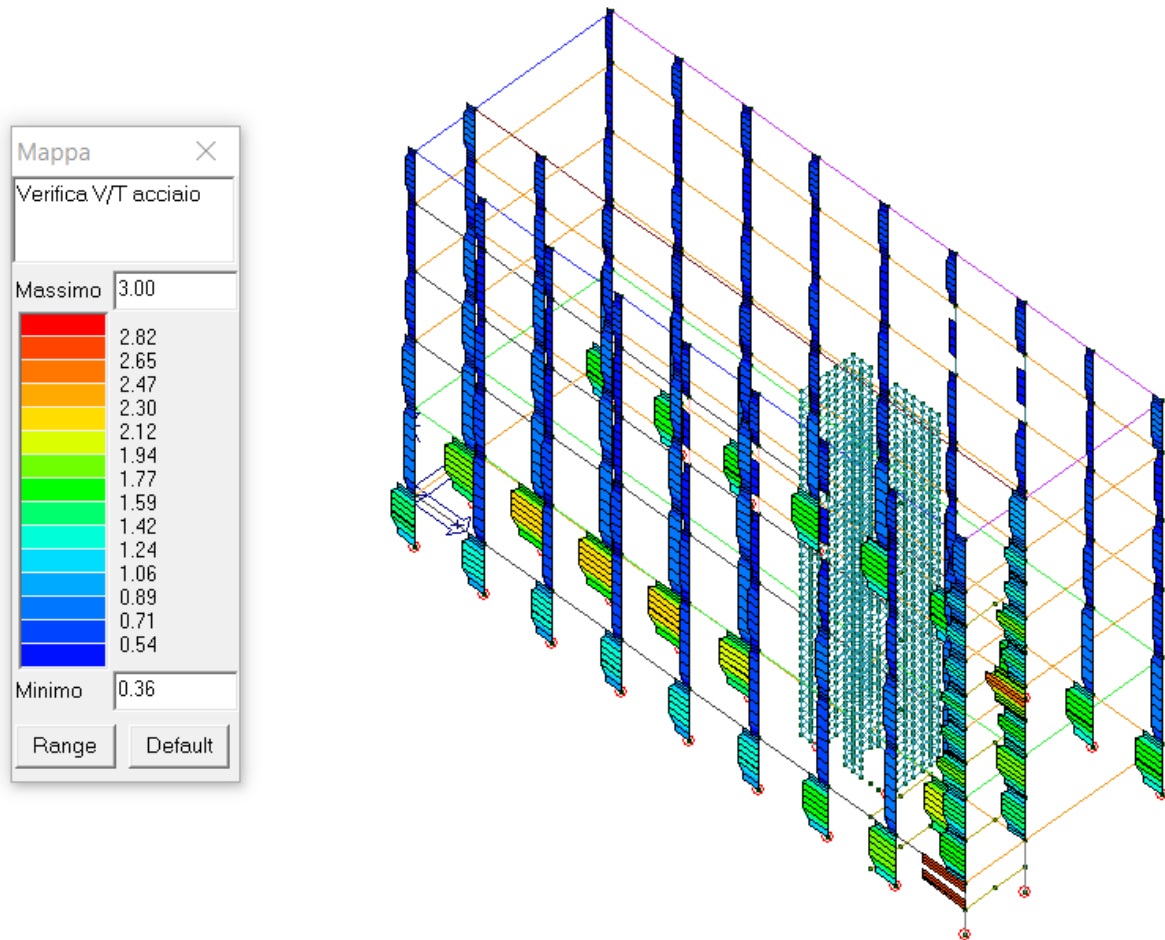 Mappa
Verifica V/T acciaio
Massimo 3.00
2.82
2.65
2.47
2.30
2.12
1.94
1.77
1.59
1.42
1.24
1.06
0.89
0.71
0.54
Minimo 0.36
Range Default